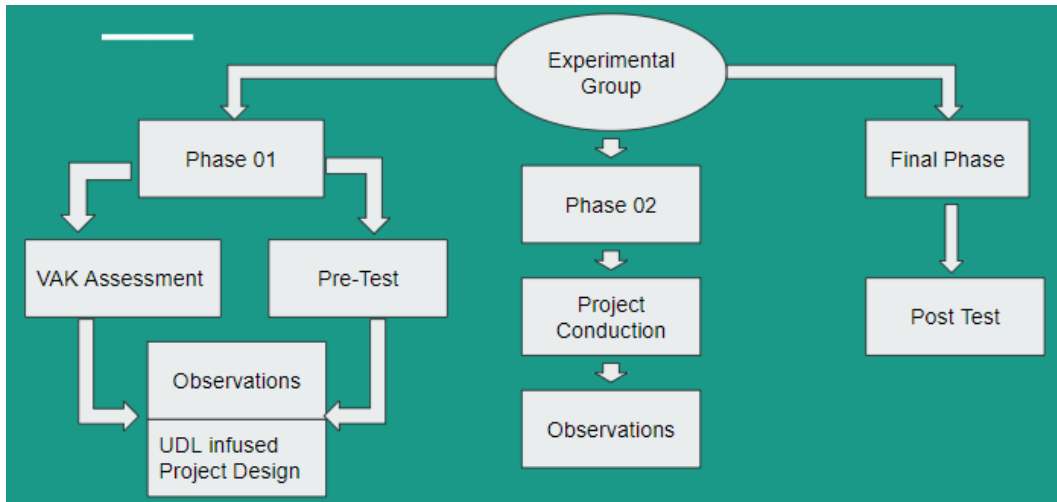 Experimental
Group
Phase 01
Phase 02
Final Phase
VAK Assessment
Pre-Test
Project
Conduction
Post Test
Observations
UDL infused
Project Design
Observations